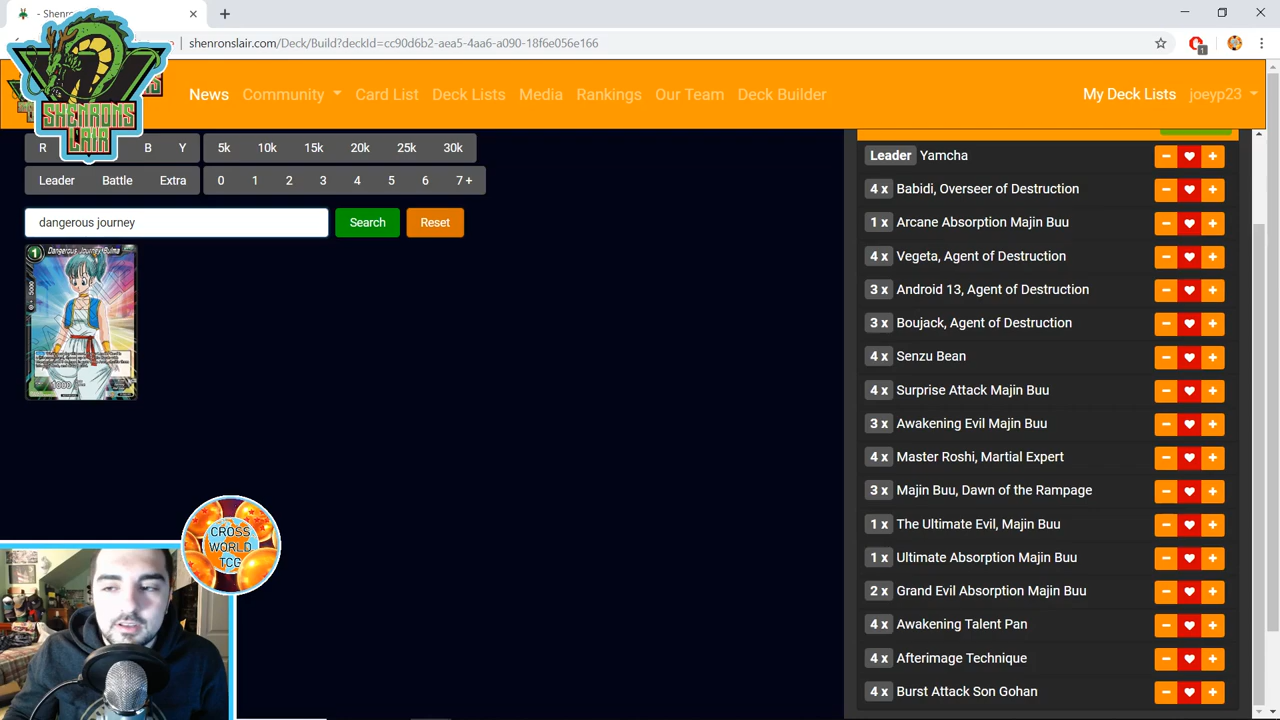 - Shenro
shenronslair.com/Deck/Build?deckId=cc90d6b2-aea5-4aa6-a090-18f6e056e166
1
SHENRONS
LAIR
News Community Card List Deck Lists Media Rankings Our Team Deck Builder My Deck Lists joeyp23
R B Y 5k 10k 15k 20k 25k 30k
Leader Battle Extra 0 1 2 3 4 5 6 7 +
dangerous journey Search Reset
1 Dangerous Journey Bulma
5000
1000
CROSS
WORLD
TCG
Leader Yamcha
4 x Babidi, Overseer of Destruction
1 x Arcane Absorption Majin Buu
4 x Vegeta, Agent of Destruction
3 x Android 13, Agent of Destruction
3 x Boujack, Agent of Destruction
4 x Senzu Bean
4 x Surprise Attack Majin Buu
3 x Awakening Evil Majin Buu
4 x Master Roshi, Martial Expert
3 x Majin Buu, Dawn of the Rampage
1 x The Ultimate Evil, Majin Buu
1 x Ultimate Absorption Majin Buu
2 x Grand Evil Absorption Majin Buu
4 x Awakening Talent Pan
4 x Afterimage Technique
4 x Burst Attack Son Gohan